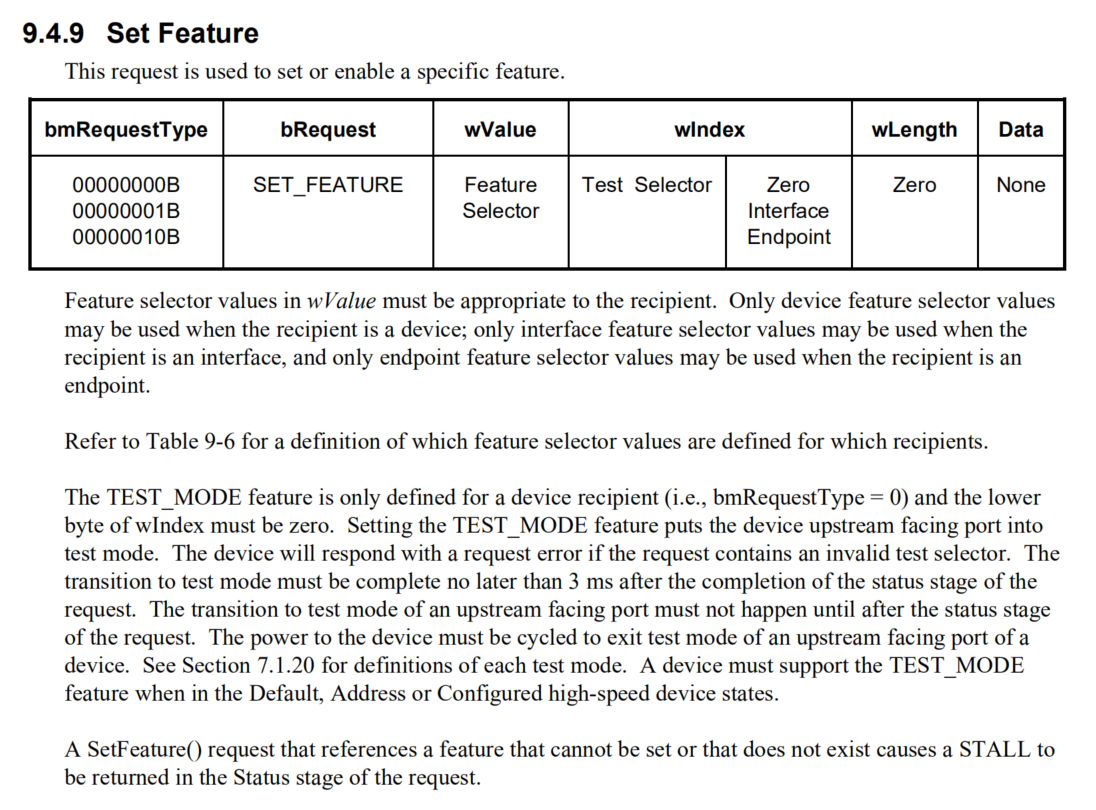 9.4.9 Set Feature
This request is used to set or enable a specific feature.
bmRequestType bRequest wValue wIndex wLength Data
00000000B SET_FEATURE Feature Test Selector Zero Zero None
00000001B Selector Interface
00000010B Endpoint
Feature selector values in wValue must be appropriate to the recipient. Only device feature selector values
may be used when the recipient is a device; only interface feature selector values may be used when the
recipient is an interface, and only endpoint feature selector values may be used when the recipient is an
endpoint.
Refer to Table 9-6 for a definition of which feature selector values are defined for which recipients.
The TEST_MODE feature is only defined for a device recipient (i.e., bmRequestType = 0) and the lower
byte of wIndex must be zero. Setting the TEST_MODE feature puts the device upstream facing port into
test mode. The device will respond with a request error if the request contains an invalid test selector. The
transition to test mode must be complete no later than 3 ms after the completion of the status stage of the
request. The transition to test mode of an upstream facing port must not happen until after the status stage
of the request. The power to the device must be cycled to exit test mode of an upstream facing port of a
device. See Section 7.1.20 for definitions of each test mode. A device must support the TEST_MODE
feature when in the Default, Address or Configured high-speed device states.
A SetFeature() request that references a feature that cannot be set or that does not exist causes a STALL to
be returned in the Status stage of the request.